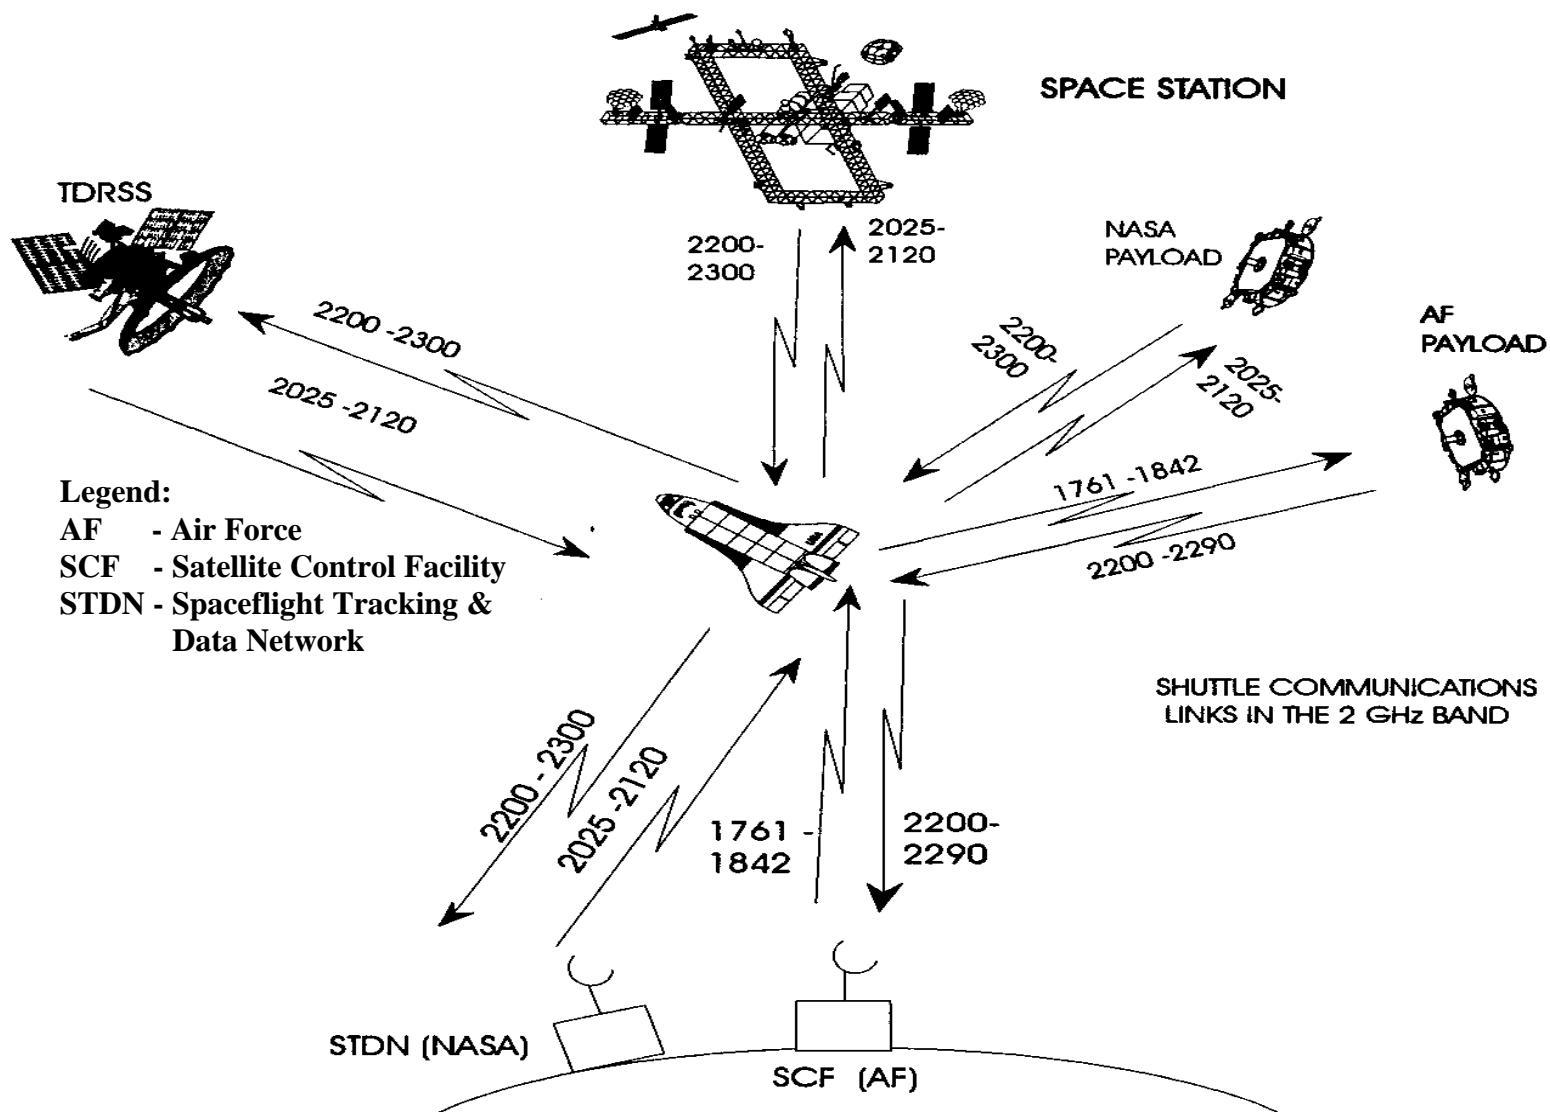 SPACE STATION
TDRSS
2200-
2300
2025-
2120
NASA
PAYLOAD
AF
PAYLOAD
2200 -2300
2025 -2120
2200-
2300
2025-
2120
1761 -1842
2200 -2290
Legend:
AF - Air Force
SCF - Satellite Control Facility
STDN - Spaceflight Tracking &
Data Network
SHUTTLE COMMUNICATIONS
LINKS IN THE 2 GHz BAND
2200 - 2300
2025 -2120
1761 -
1842
2200-
2290
STDN (NASA)
SCF (AF)